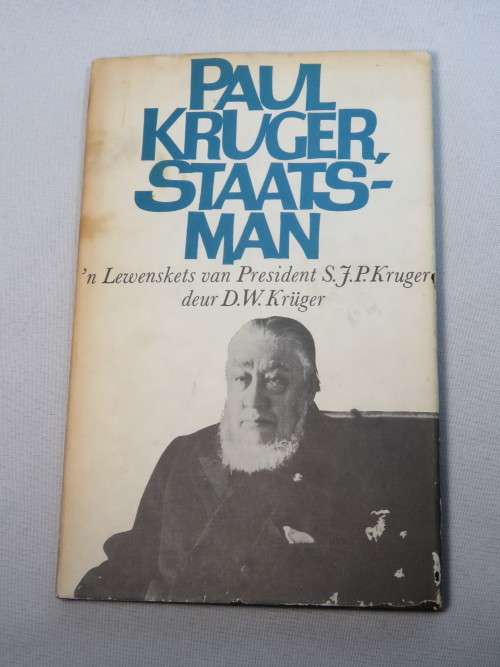 PAUL
KRUGER,
STAATS-
MAN
'n Lewenskets van President S.J.P.Kruger
deur D.W. Krüger